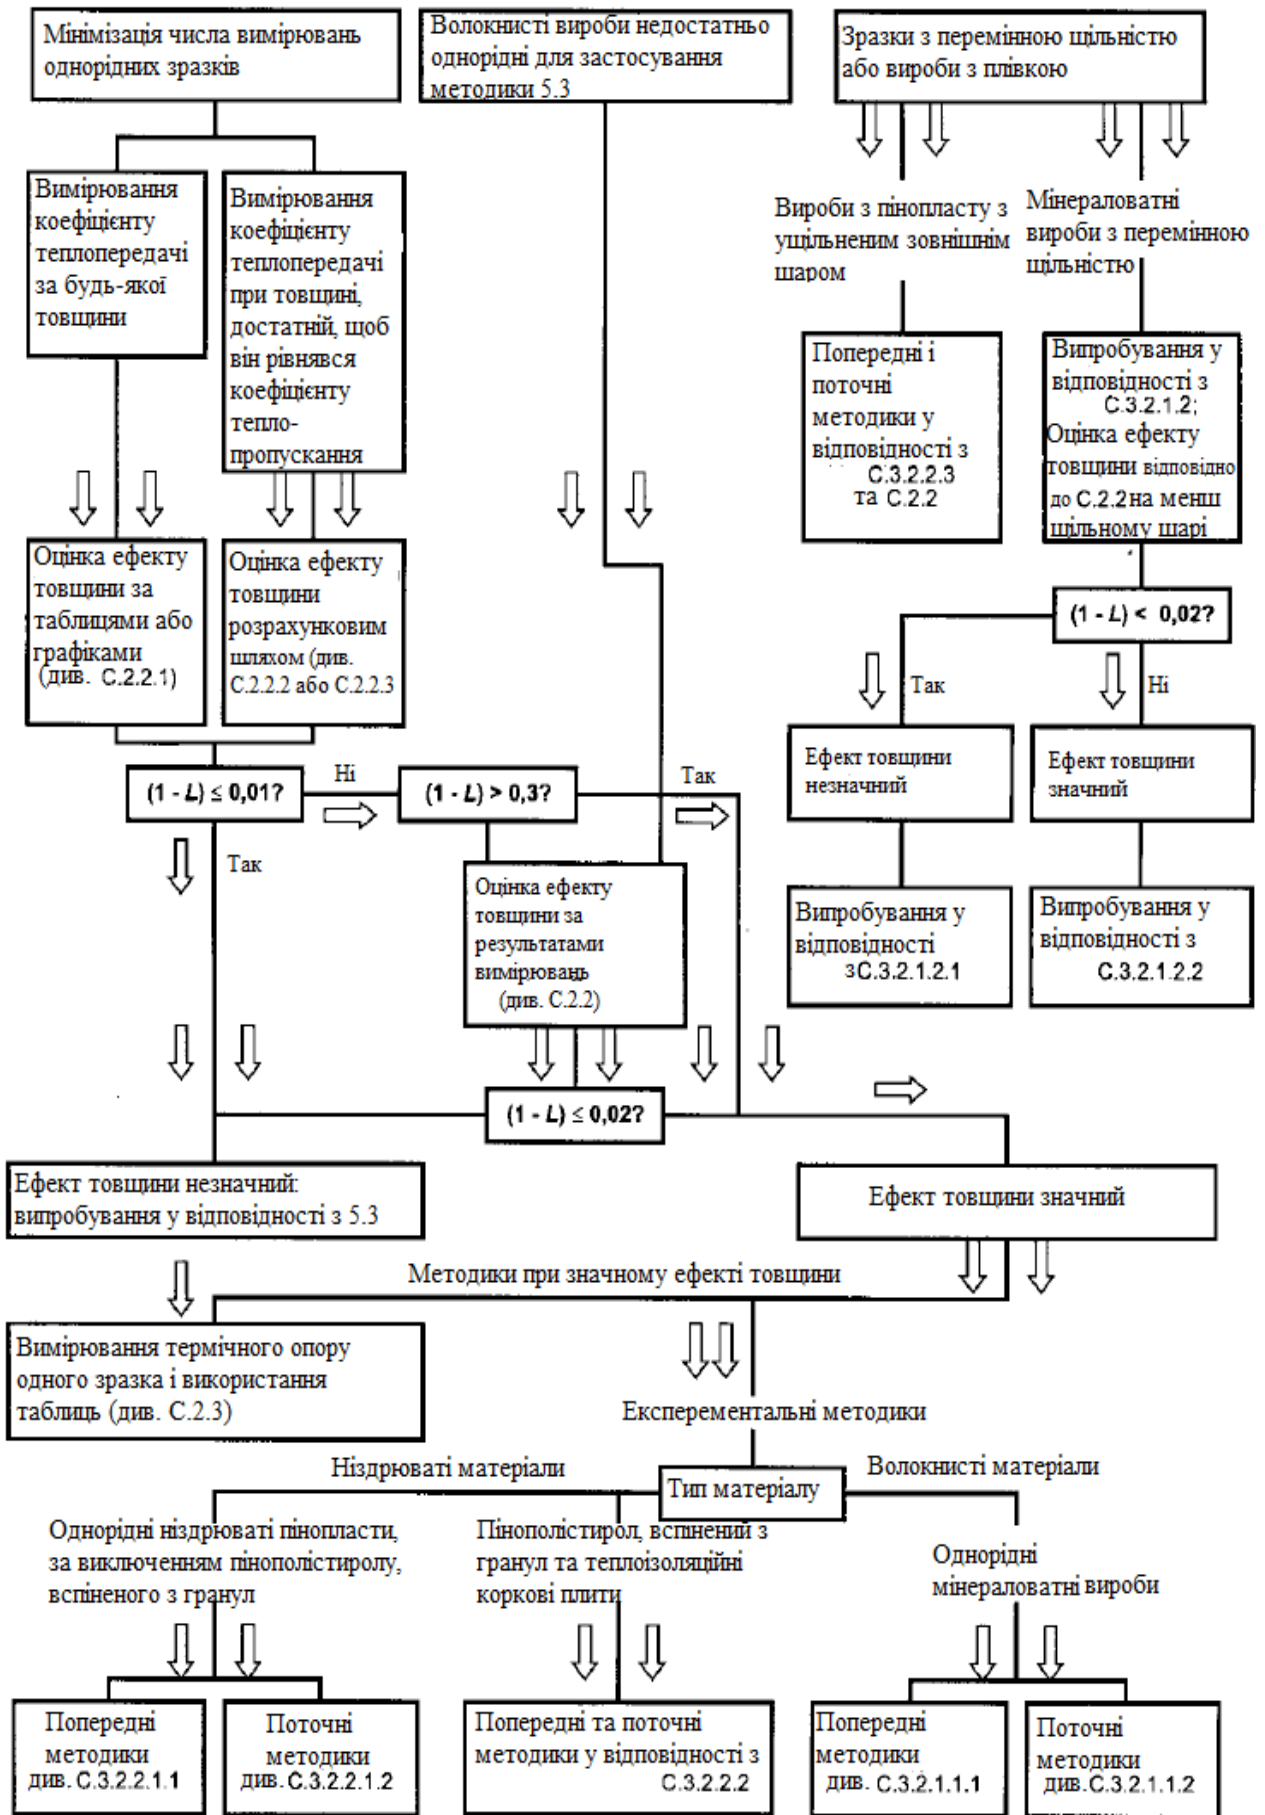 Мінімізація числа вимірювань
однорідних зразків
Волокнисті вироби недостатньо
однорідні для застосування
методики 5.3
Зразки з перемінною щільністю
або вироби з плівкою
Вимірювання
коефіцієнту
теплопередачі
за будь-якої
товщини
Вимірювання
коефіцієнту
теплопередачі
при товщині,
достатній, щоб
він рівнявся
коефіцієнту
тепло-
пропускання
Вироби з пінопласту з
ущільненим зовнішнім
шаром
Мінераловатні
вироби з перемінною
щільністю
Попередні і
поточні
методики у
відповідності з
С.3.2.2.3
та С.2.2
Випробування у
відповідності з
С.3.2.1.2;
Оцінка ефекту
товщини відповідно
до С.2.2 на менш
щільному шарі
Оцінка ефекту
товщини за
таблицями або
графіками
(див. С.2.2.1)
Оцінка ефекту
товщини
розрахунковим
шляхом (див.
С.2.2.2 або С.2.2.3
(1 - L) < 0,02?
Так
Ні
Ефект товщини
незначний
Ефект товщини
значний
(1 - L) ≤ 0,01?
Ні
(1 - L) > 0,3?
Так
Так
Оцінка ефекту
товщини за
результатами
вимірювань
(див. С.2.2)
Випробування у
відповідності
зС.3.2.1.2.1
Випробування у
відповідності з
С.3.2.1.2.2
(1 - L) ≤ 0,02?
Ефект товщини незначний:
випробування у відповідності з 5.3
Ефект товщини значний
Методики при значному ефекті товщини
Вимірювання термічного опору
одного зразка і використання
таблиць (див. С.2.3)
Експерементальні методики
Ніздрюваті матеріали
Тип матеріалу
Волокнисті матеріали
Однорідні ніздрюваті пінопласти,
за виключенням пінополістиролу,
вспіненого з гранул
Пінополістирол, вспінений з
гранул та теплоізоляційні
коркові плити
Однорідні
мінераловатні вироби
Попередні
методики
див. С.3.2.2.1.1
Поточні
методики
див. С.3.2.2.1.2
Попередні та поточні
методики у відповідності з
С.3.2.2.2
Попередні
методики
див. С.3.2.1.1.1
Поточні
методики
див.С.3.2.1.1.2